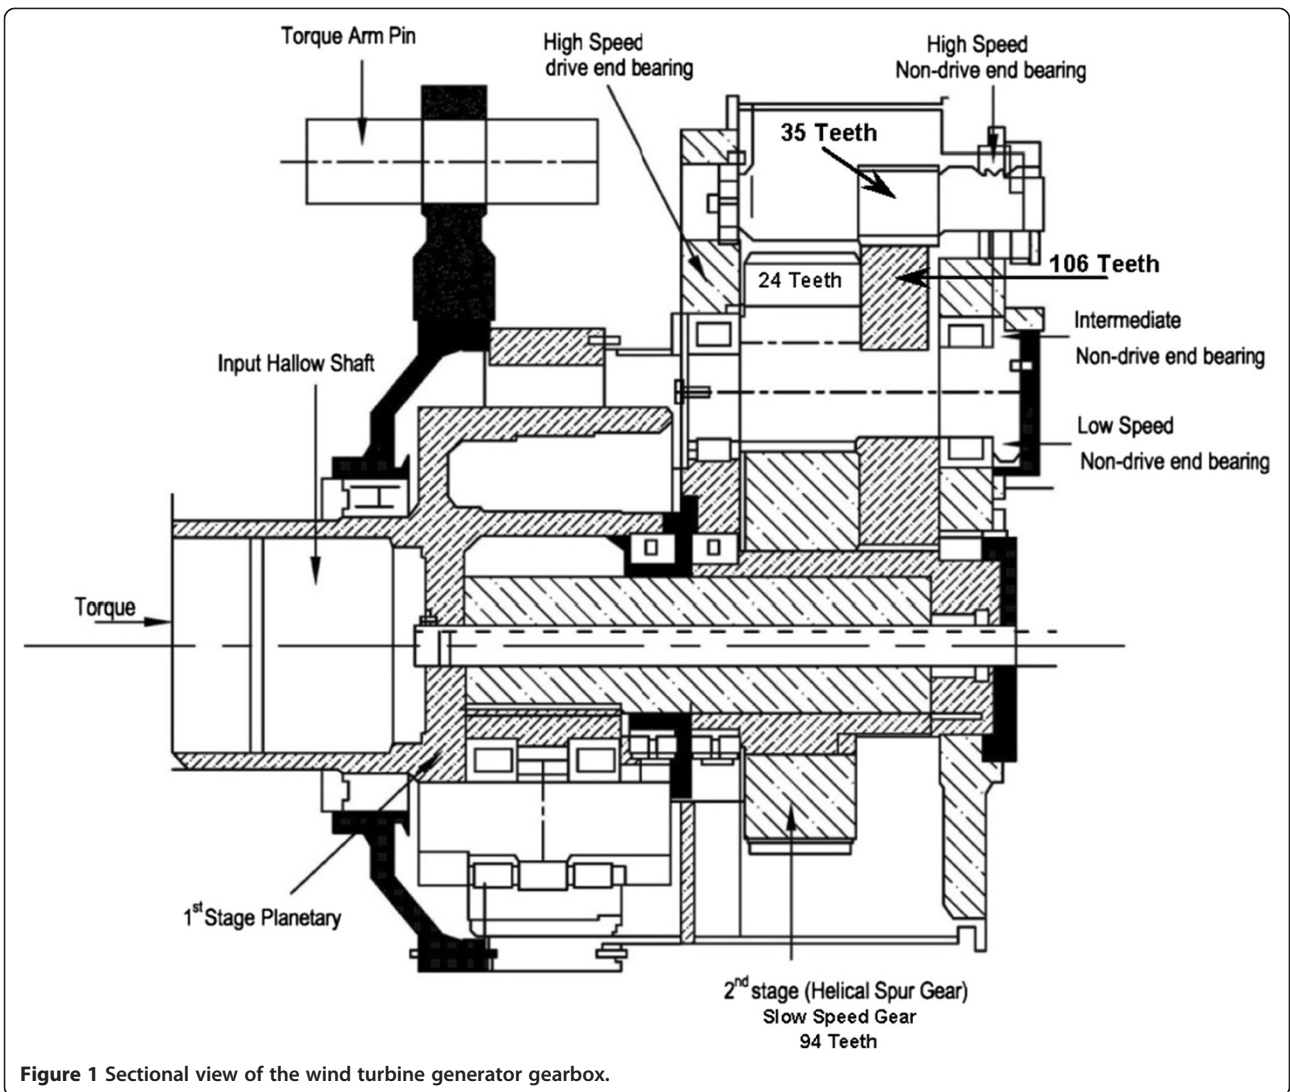 Torque Arm Pin
High Speed
drive end bearing
High Speed
Non-drive end bearing
35 Teeth
24 Teeth
106 Teeth
Intermediate
Non-drive end bearing
Input Hallow Shaft
Low Speed
Non-drive end bearing
Torque
1st Stage Planetary
2nd stage (Helical Spur Gear)
Slow Speed Gear
94 Teeth
Figure 1 Sectional view of the wind turbine generator gearbox.